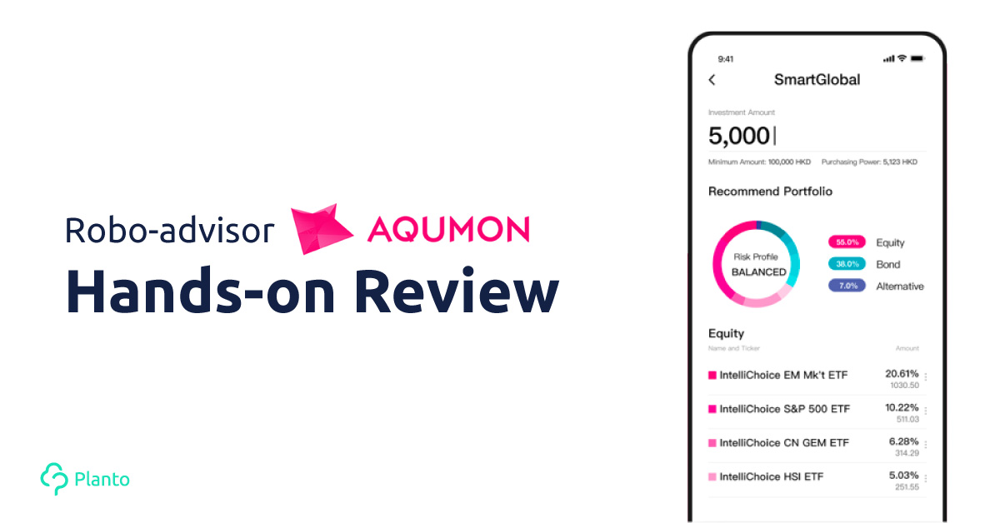 Robo-advisor AQUMON
Hands-on Review
Planto
9:41
SmartGlobal
Investment Amount
5,000
Minimum Amount: 100,000 HKD Purchasing Power: 5,123 HKD
Recommend Portfolio
Risk Profile
BALANCED
55.0% Equity
38.0% Bond
7.0% Alternative
Equity
Name and Ticker Amount
IntelliChoice EM Mk't ETF 20.61%
1030.50
IntelliChoice S&P 500 ETF 10.22%
511.03
IntelliChoice CN GEM ETF 6.28%
314.29
IntelliChoice HSI ETF 5.03%
251.55